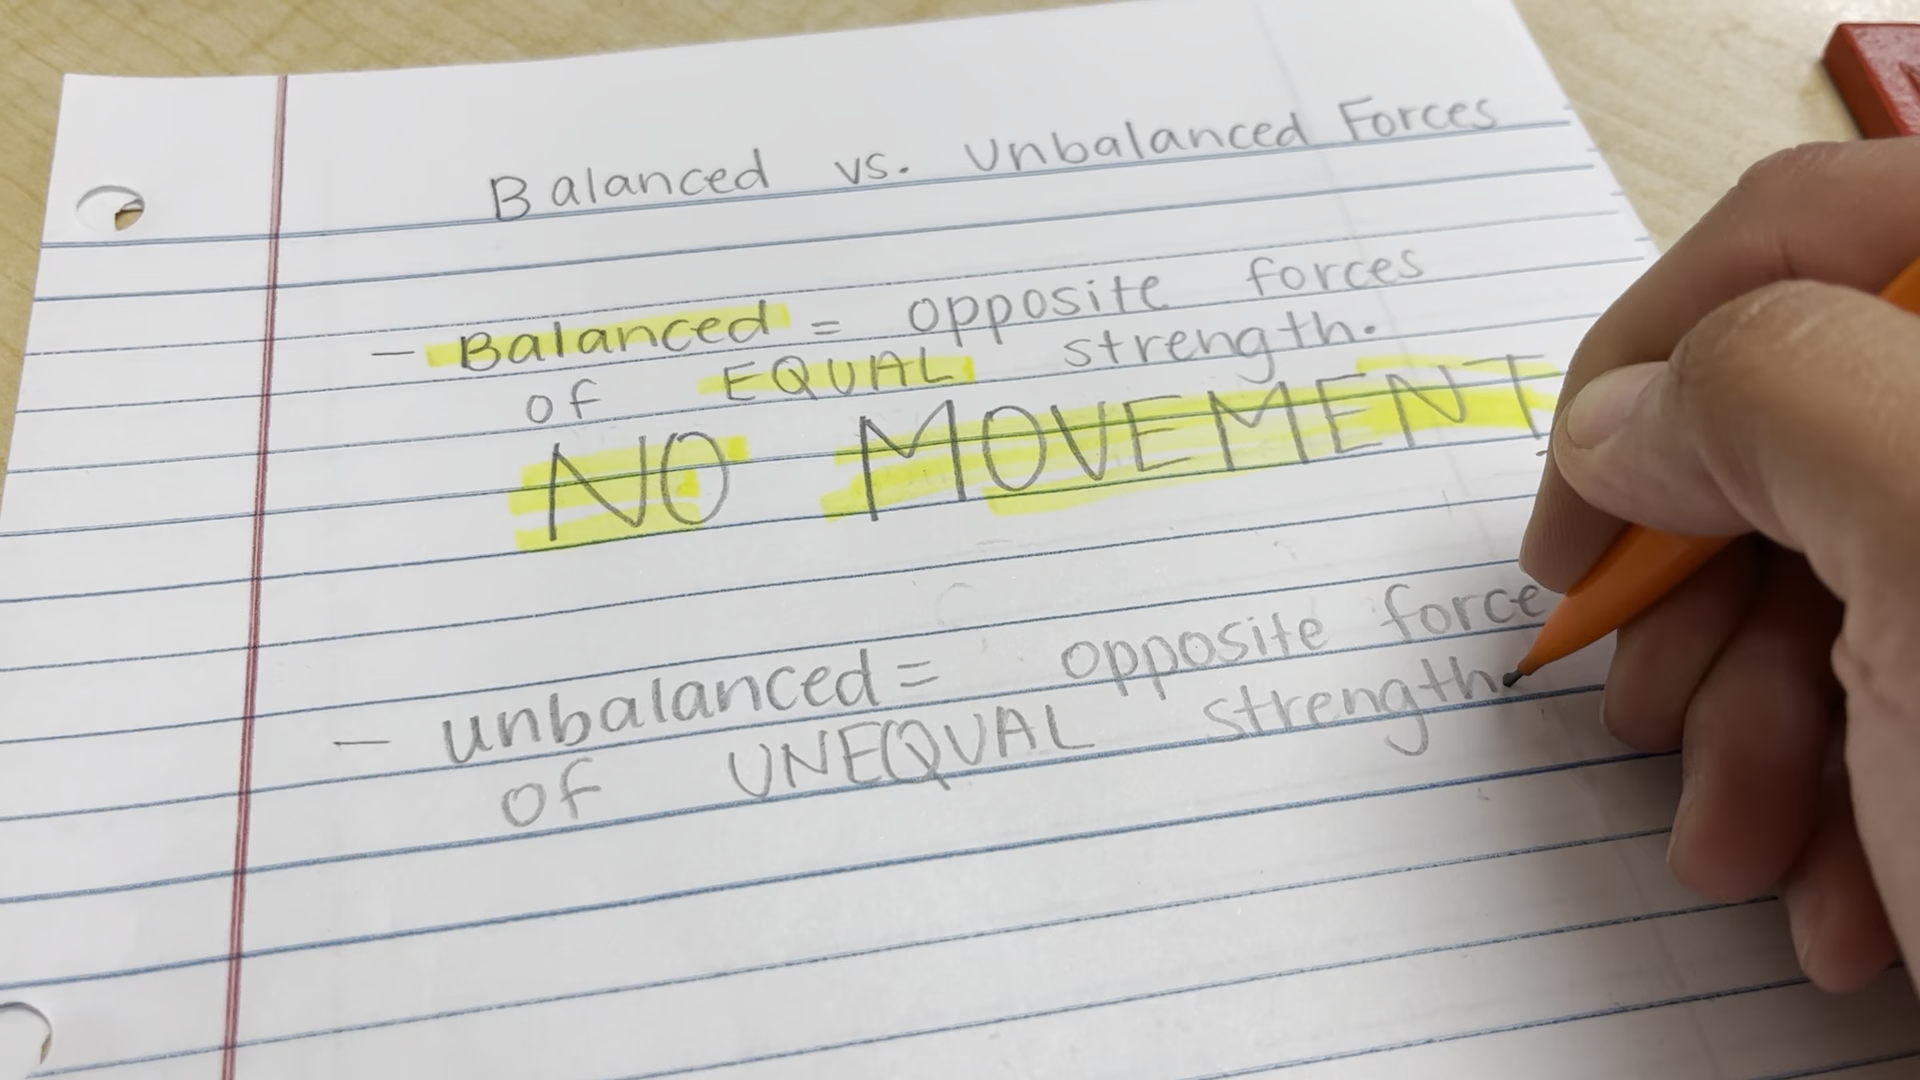 Balanced vs. Unbalanced Forces
- Balanced = opposite forces
of EQUAL strength.
NO MOVEMENT
- unbalanced = opposite force
of UNEQUAL strength.